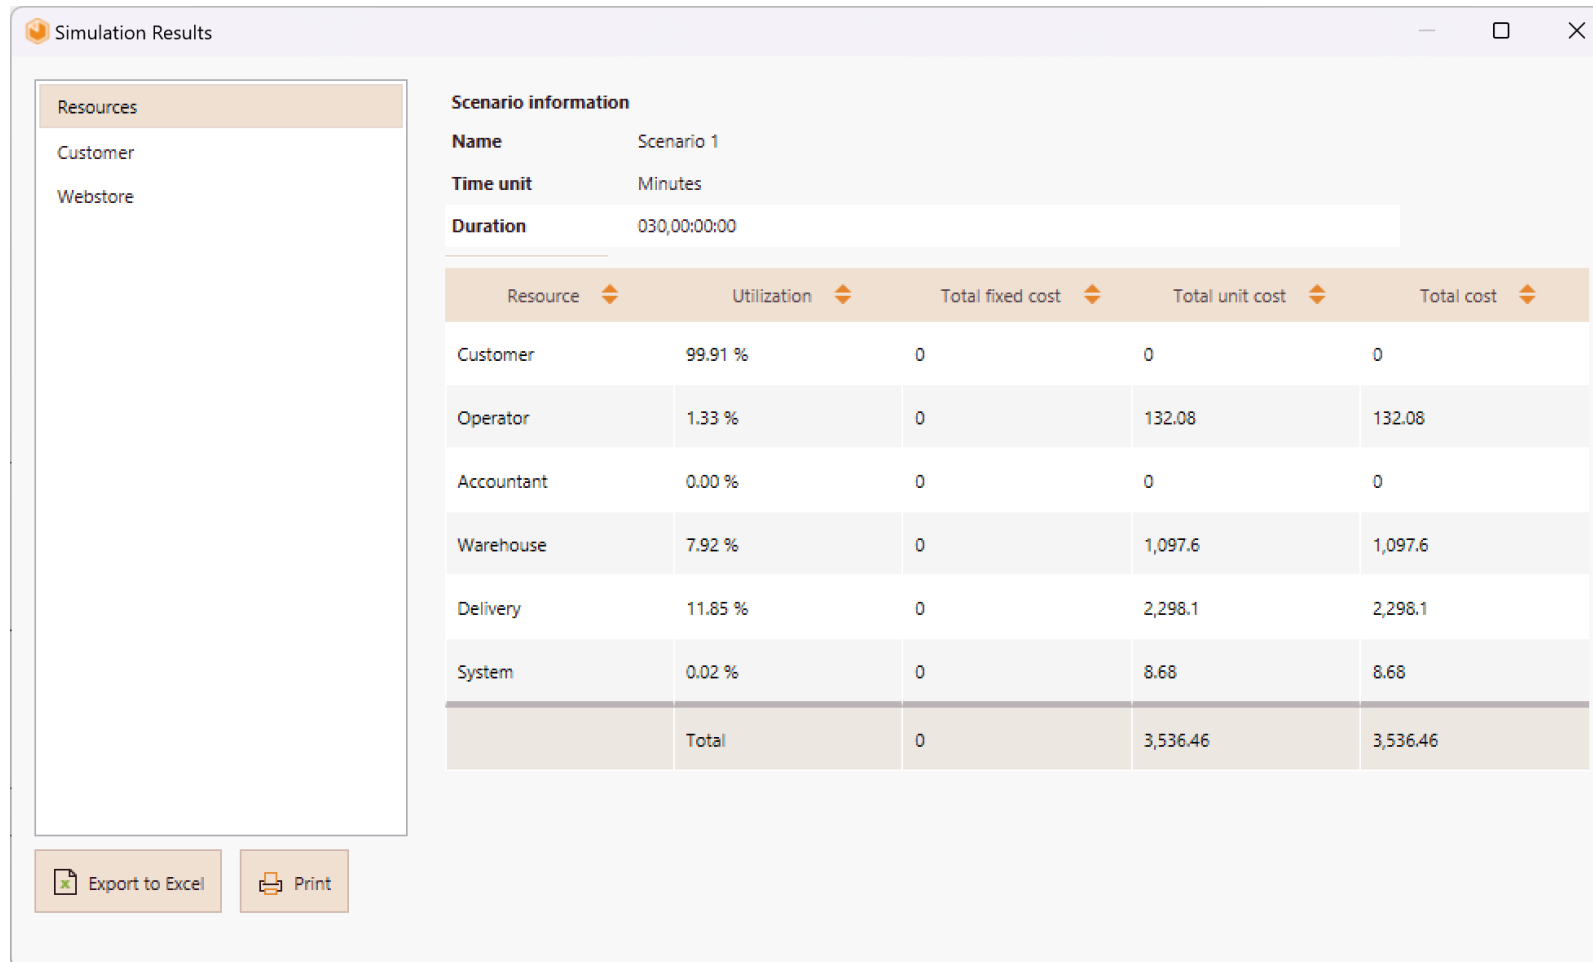 Simulation Results
Resources
Customer
Webstore
Export to Excel
Print
Scenario information
Name Scenario 1
Time unit Minutes
Duration 030,00:00:00
Resource Utilization Total fixed cost Total unit cost Total cost
Customer 99.91 % 0 0 0
Operator 1.33 % 0 132.08 132.08
Accountant 0.00 % 0 0 0
Warehouse 7.92 % 0 1,097.6 1,097.6
Delivery 11.85 % 0 2,298.1 2,298.1
System 0.02 % 0 8.68 8.68
Total 0 3,536.46 3,536.46